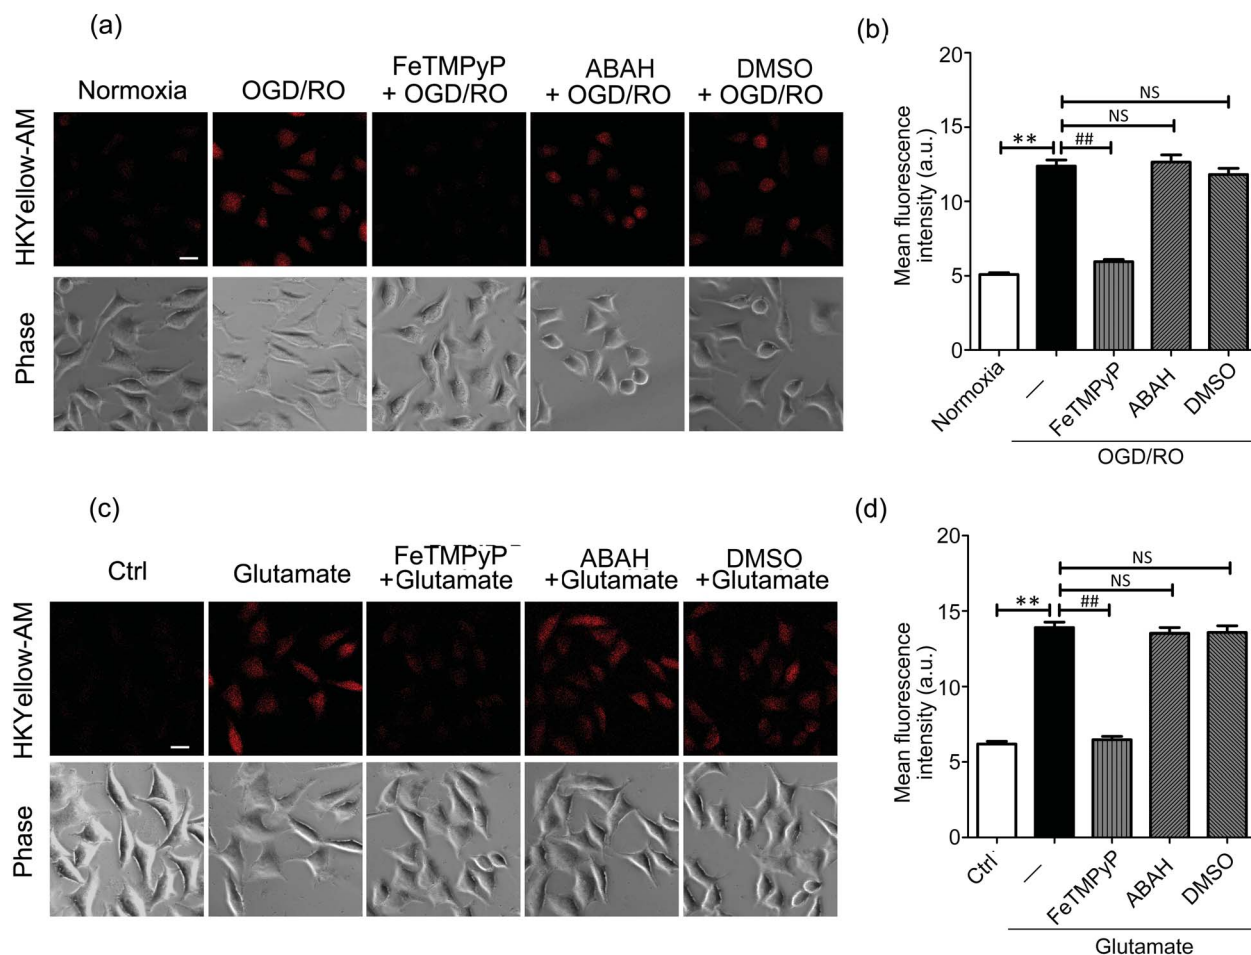 (a)
Normoxia
OGD/RO
FeTMPyP
+ OGD/RO
ABAH
+ OGD/RO
DMSO
+ OGD/RO
HKYellow-AM
Phase
(b)
Mean fluorescence
intensity (a.u.)
20
15
10
5
0
**
##
NS
NS
Normoxia
—
FeTMPyP
ABAH
DMSO
OGD/RO
(c)
Ctrl
Glutamate
FeTMPyP
+Glutamate
ABAH
+Glutamate
DMSO
+Glutamate
HKYellow-AM
Phase
(d)
Mean fluorescence
intensity (a.u.)
20
15
10
5
0
**
##
NS
NS
Ctrl
—
FeTMPyP
ABAH
DMSO
Glutamate